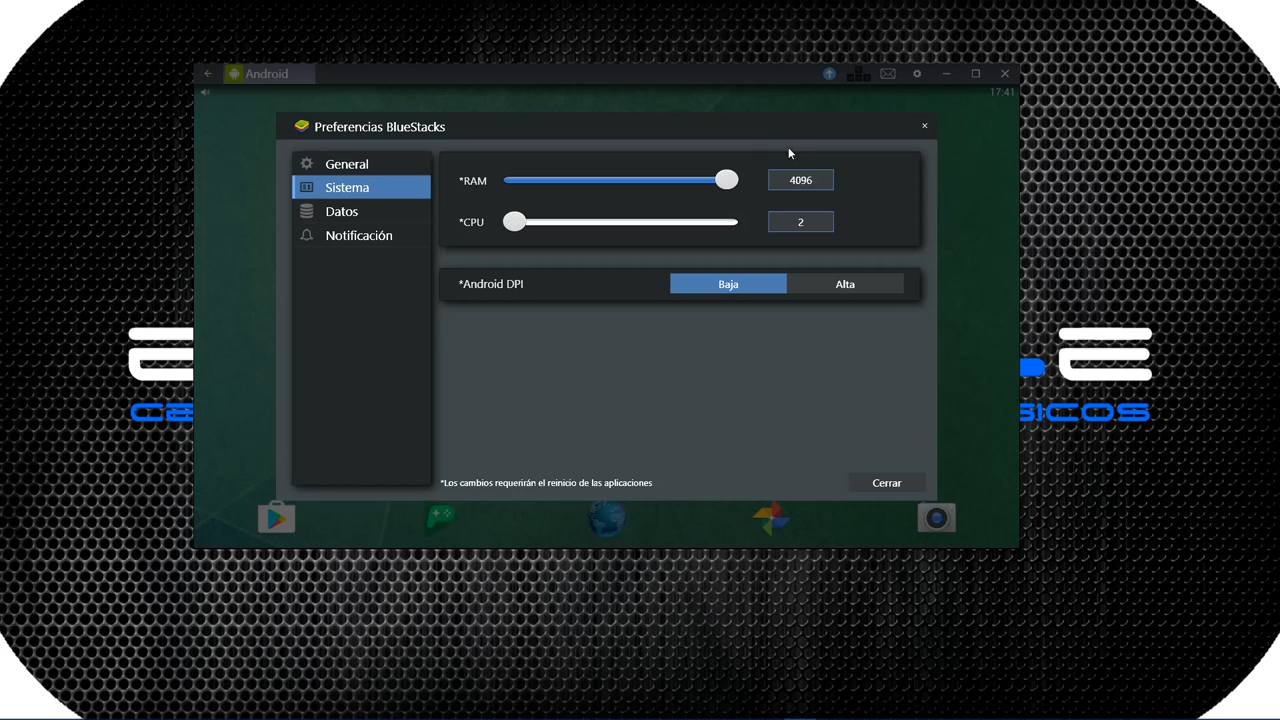 Android
17:41
Preferencias BlueStacks
General
Sistema
Datos
Notificación
*RAM
4096
*CPU
2
*Android DPI
Baja
Alta
*Los cambios requerirán el reinicio de las aplicaciones
Cerrar